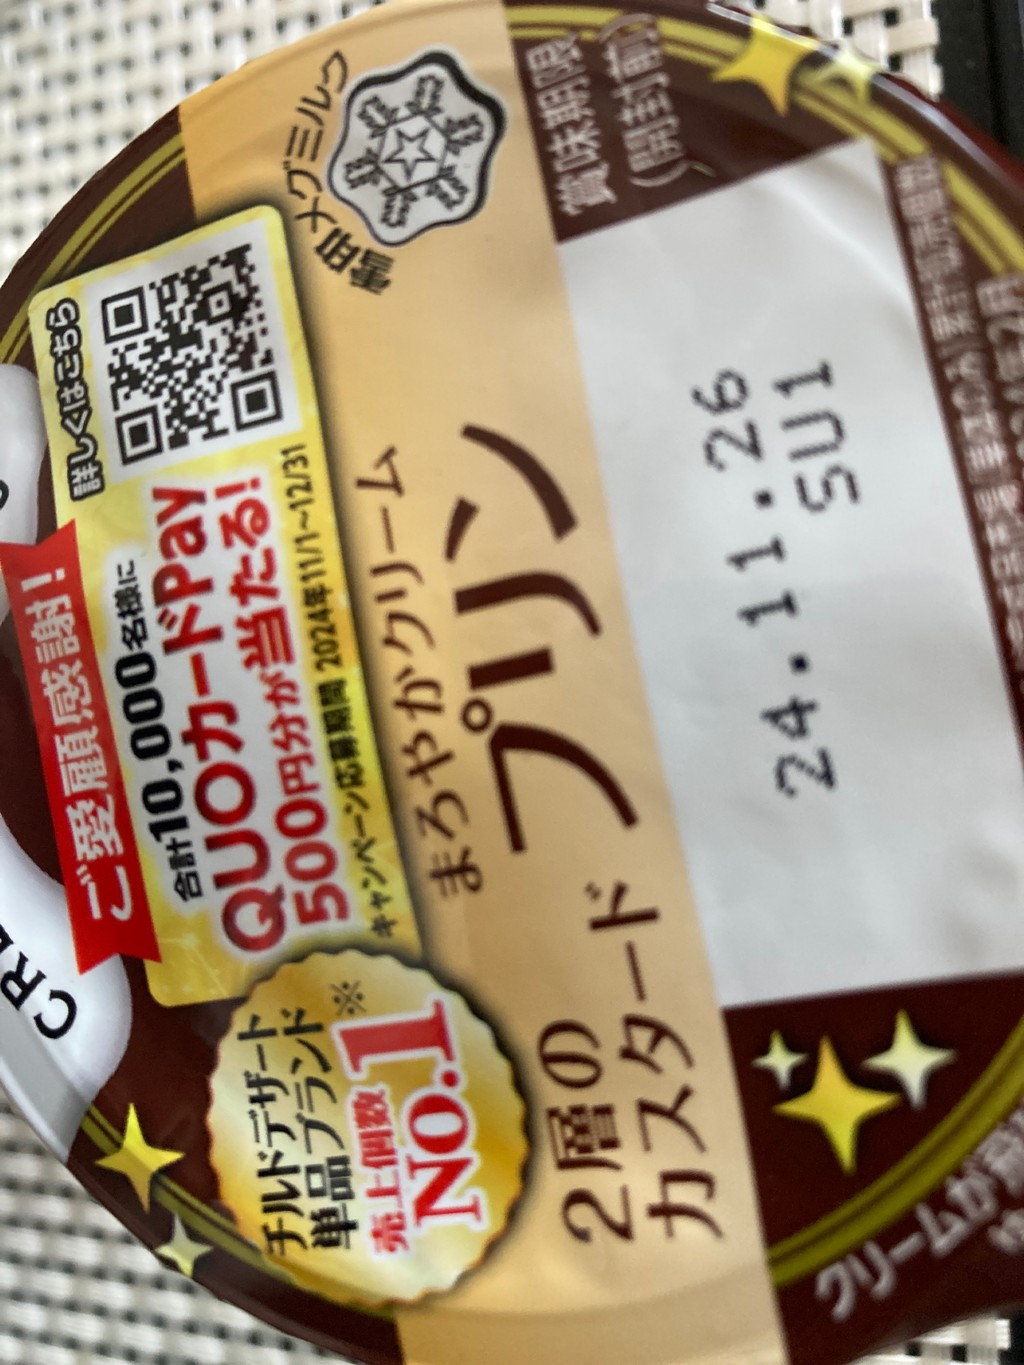 CRE
ご愛顧感謝!
合計10,000名様に
QUOカードPay
500円分が当たる!
キャンペーン応募期間 2024年11/1~12/31
詳しくはこちら
チルドデザート
単品ブランド※
売上個数
NO.1
雪印メグミルク
まろやかクリーム
プリン
2層の
カスタード
賞味期限
(開封前)
24.11.26
SU1
クリームが